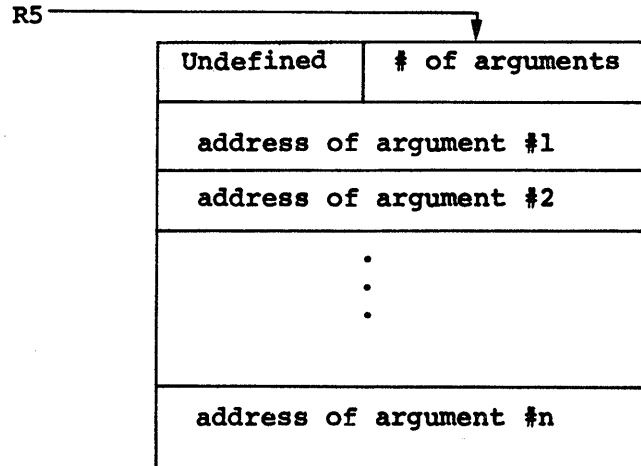 R5
Undefined # of arguments
address of argument #1
address of argument #2
address of argument #n